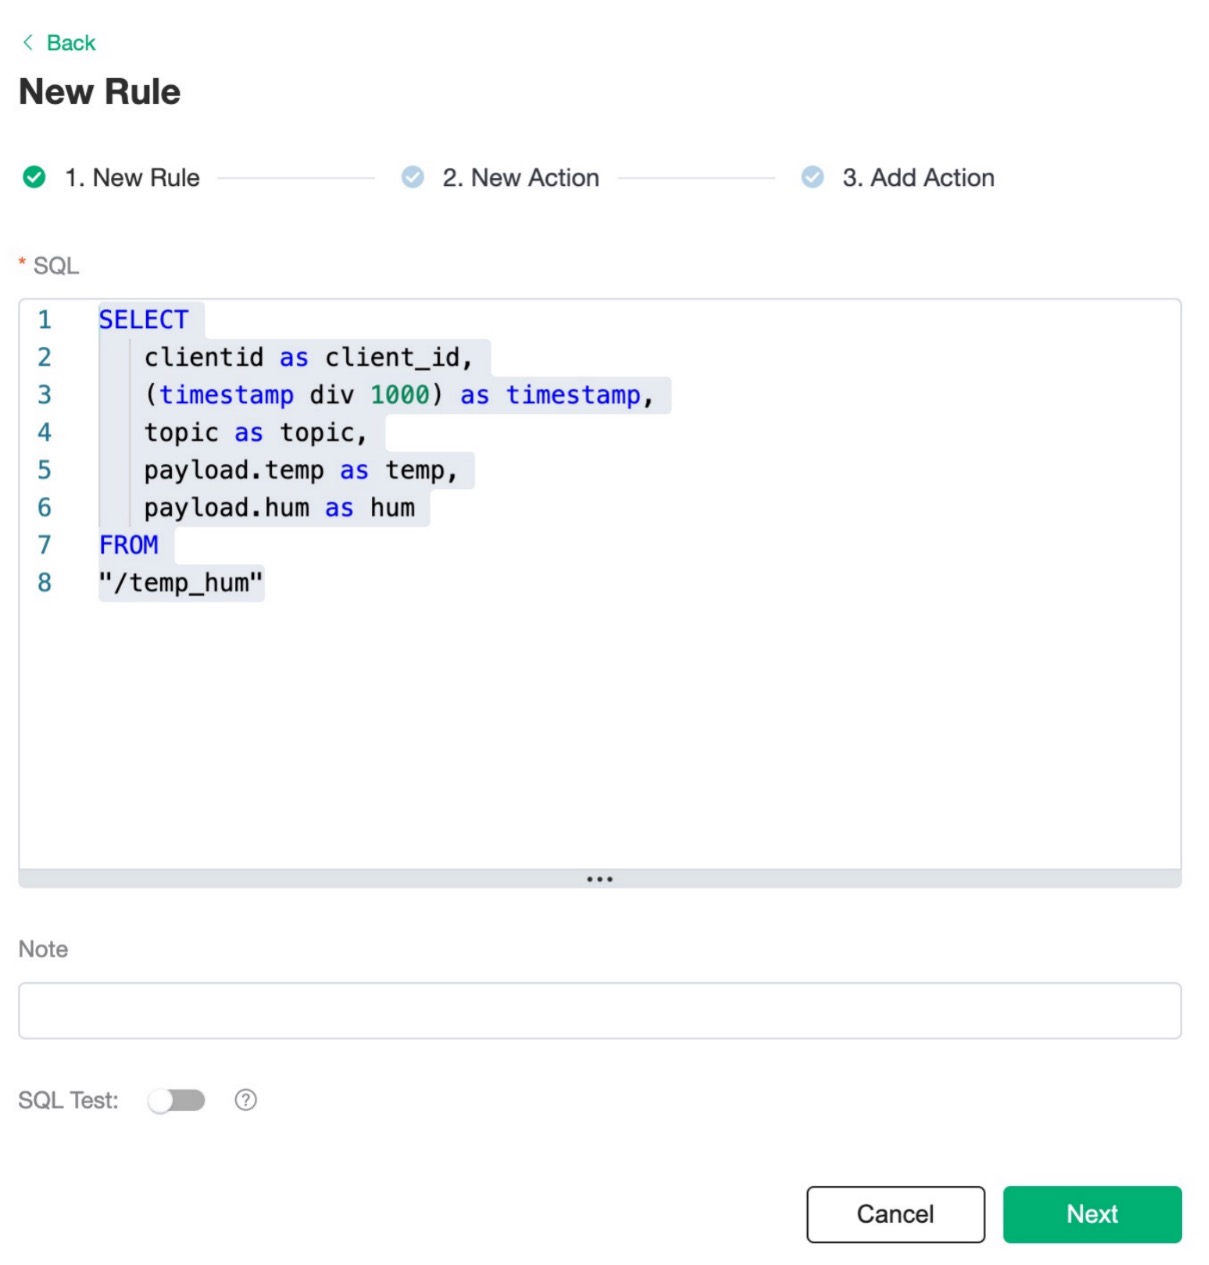 Back
New Rule
1. New Rule
2. New Action
3. Add Action
* SQL
1 SELECT
2 clientid as client_id,
3 (timestamp div 1000) as timestamp,
4 topic as topic,
5 payload.temp as temp,
6 payload.hum as hum
7 FROM
8 "/temp_hum"
Note
SQL Test:
Cancel
Next